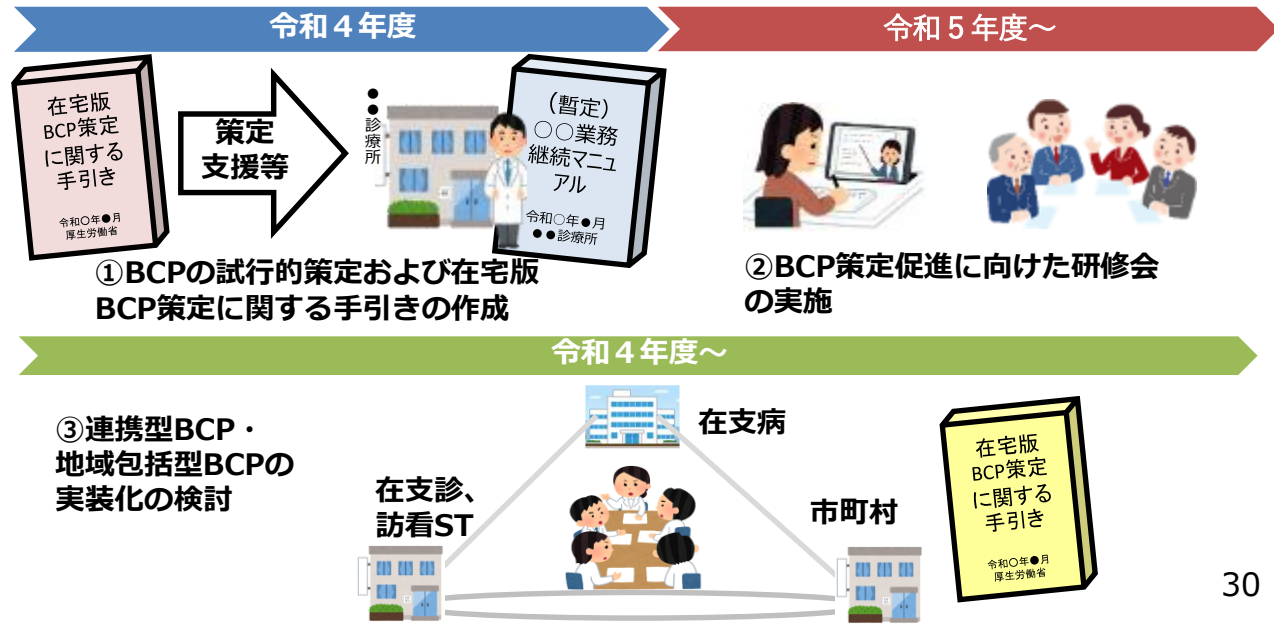 令和４年度
令和５年度～
在宅版
BCP策定
に関する
手引き
令和○年●月
厚生労働省
策定
支援等
●●診療所
（暫定）
○○業務
継続マニュ
アル
令和○年●月
●●診療所
①BCPの試行的策定および在宅版
BCP策定に関する手引きの作成
②BCP策定促進に向けた研修会
の実施
令和４年度～
③連携型BCP・
地域包括型BCPの
実装化の検討
在支病
在支診、
訪看ST
市町村
在宅版
BCP策定
に関する
手引き
令和○年●月
厚生労働省
30